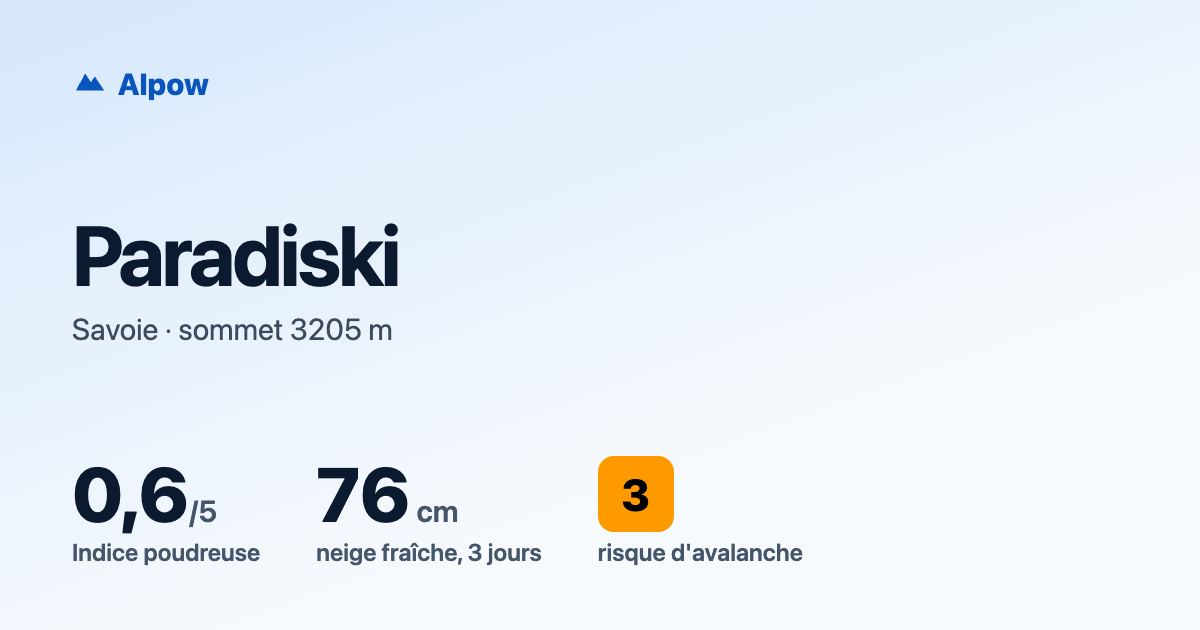 Alpow
Paradiski
Savoie · sommet 3205 m
0,6/5
Indice poudreuse
76 cm
neige fraîche, 3 jours
3
risque d'avalanche